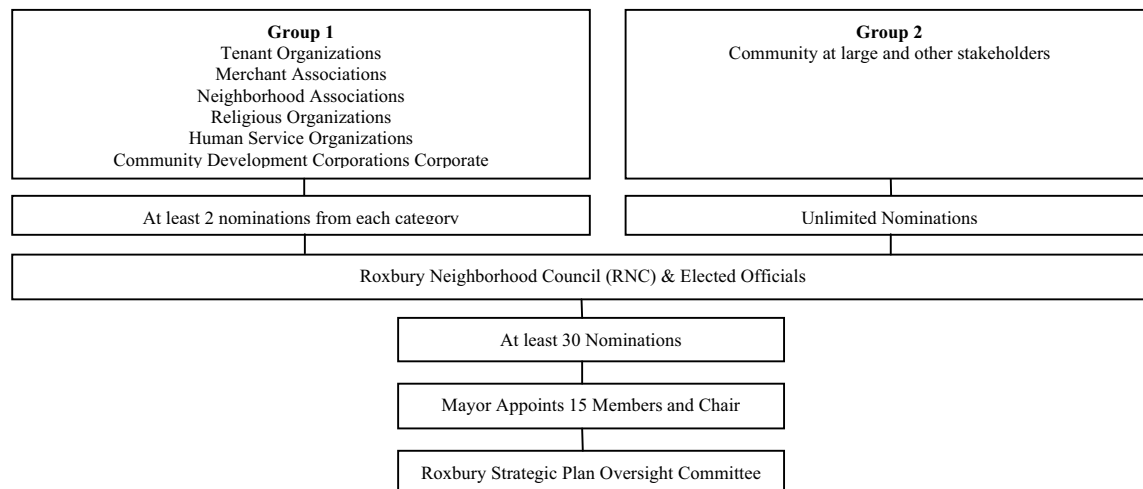 Group 1
Tenant Organizations
Merchant Associations
Neighborhood Associations
Religious Organizations
Human Service Organizations
Community Development Corporations Corporate
Group 2
Community at large and other stakeholders
At least 2 nominations from each category
Unlimited Nominations
Roxbury Neighborhood Council (RNC) & Elected Officials
At least 30 Nominations
Mayor Appoints 15 Members and Chair
Roxbury Strategic Plan Oversight Committee